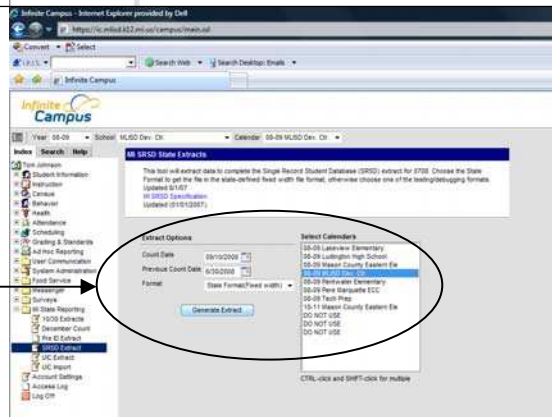 Infinite Campus - Internet Explorer provided by Dell
https://ic.mlisd.k12.mi.us/campus/main.xsl
Convert Select
Search Web Search Desktop Emails
Infinite Campus
Infinite
Campus
Year 08-09 School MLISD Dev. Ctr. Calendar 08-09 MLISD Dev. Ctr.
Index Search Help
Tom Johnson
Student Information
Instruction
Census
Behavior
Health
Attendance
Scheduling
Grading & Standards
Ad Hoc Reporting
User Communication
System Administration
Food Service
Messenger
Surveys
MI State Reporting
10/30 Extracts
December Count
Pre ID Extract
SRSD Extract
UIC Extract
UIC Import
Account Settings
Access Log
Log Off
MI SRSD State Extracts
This tool will extract data to complete the Single Record Student Database (SRSD) extract for Choose the State
Format to get the file in the state-defined fixed width file format, otherwise choose one of the testing/debugging formats.
Updated 8/1/07
MI SRSD Specification
Updated (01/01/2007)
Extract Options
Count Date 09/10/2008
Previous Count Date 6/30/2008
Format State Format(Fixed width)
Generate Extract
Select Calendars
08-09 Lakeview Elementary
08-09 Ludington High School
08-09 Mason County Eastern Ele
08-09 MLISD Dev. Ctr.
08-09 Pentwater Elementary
08-09 Pere Marquette ECC
08-09 Tech Prep
10-11 Mason County Eastern Ele
DO NOT USE
DO NOT USE
DO NOT USE
CTRL-click and SHIFT-click for multiple